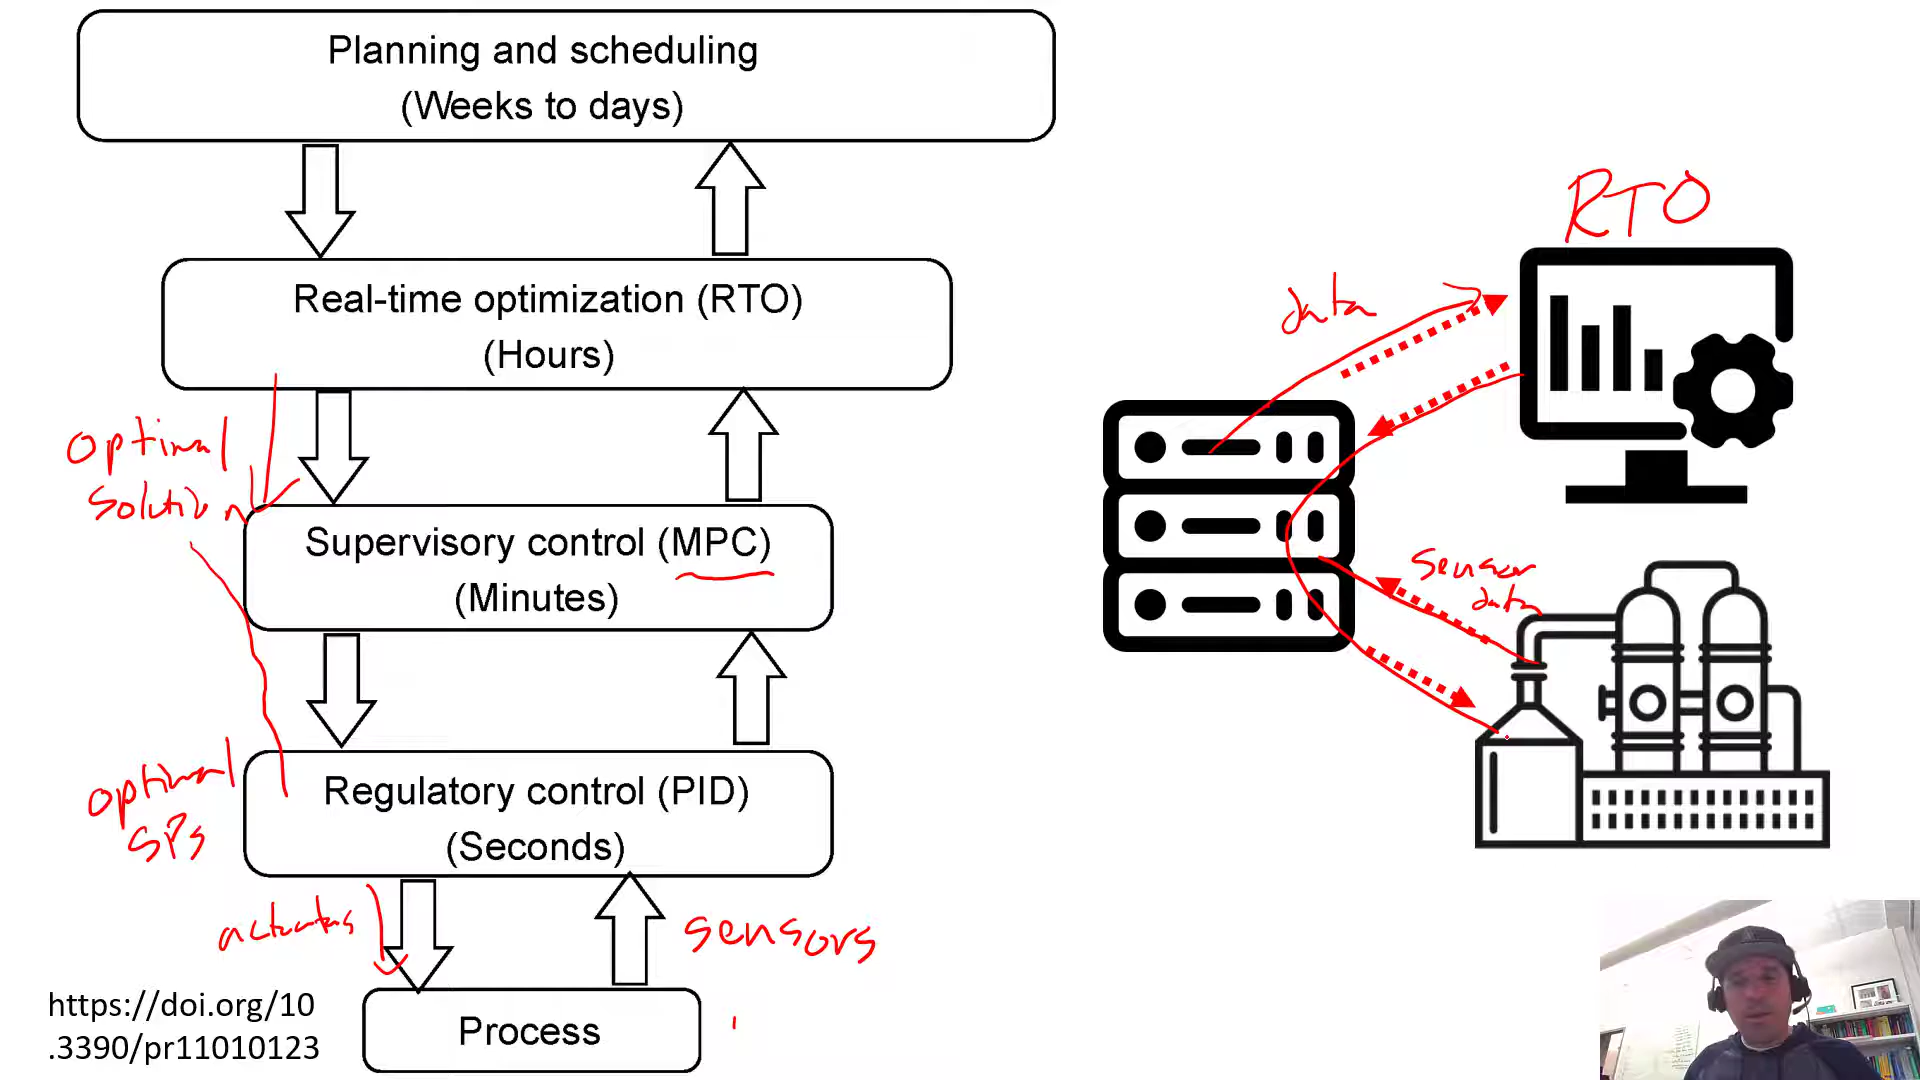 Planning and scheduling
(Weeks to days)
Real-time optimization (RTO)
(Hours)
optimal
solution
Supervisory control (MPC)
(Minutes)
Regulatory control (PID)
(Seconds)
optimal
SPs
actuators
sensors
Process
https://doi.org/10
.3390/pr11010123
RTO
data
sensor
data